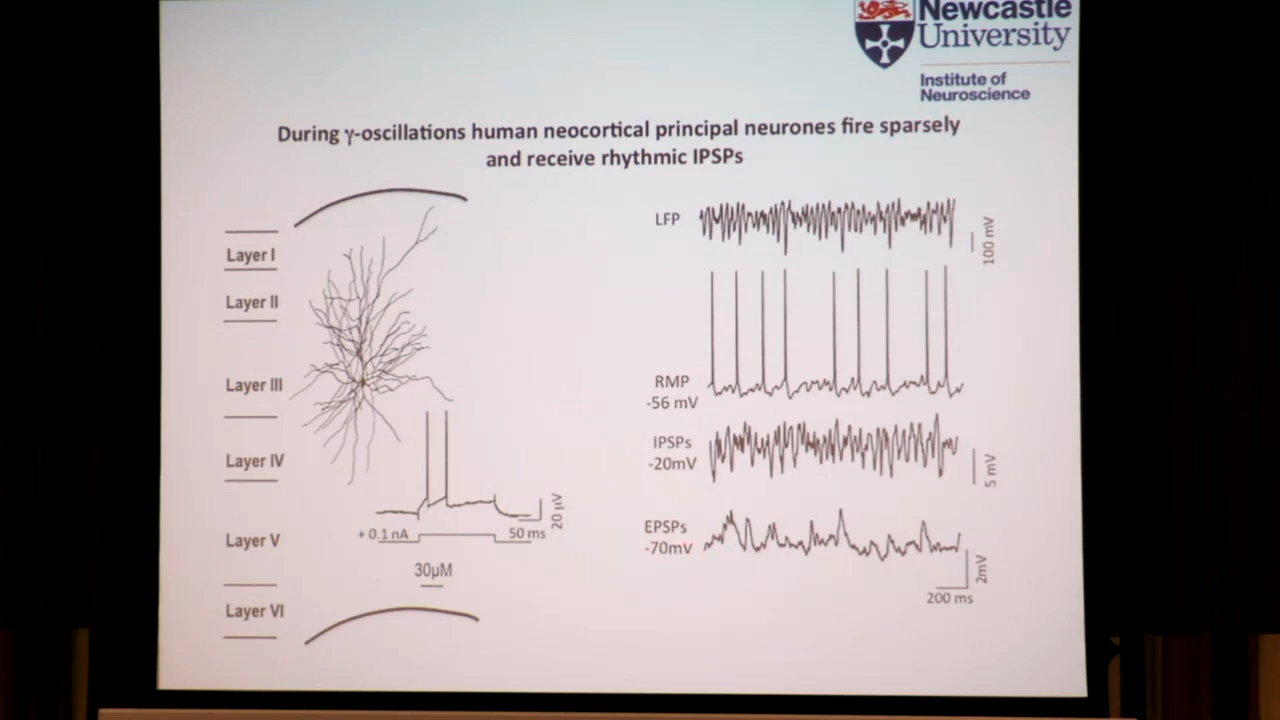 Newcastle
University
Institute of
Neuroscience
During γ-oscillations human neocortical principal neurones fire sparsely
and receive rhythmic IPSPs
Layer I
Layer II
Layer III
Layer IV
Layer V
Layer VI
+ 0.1 nA
50 ms
20 µV
30µM
LFP
100 mV
RMP
-56 mV
IPSPs
-20mV
5 mV
EPSPs
-70mV
2mV
200 ms